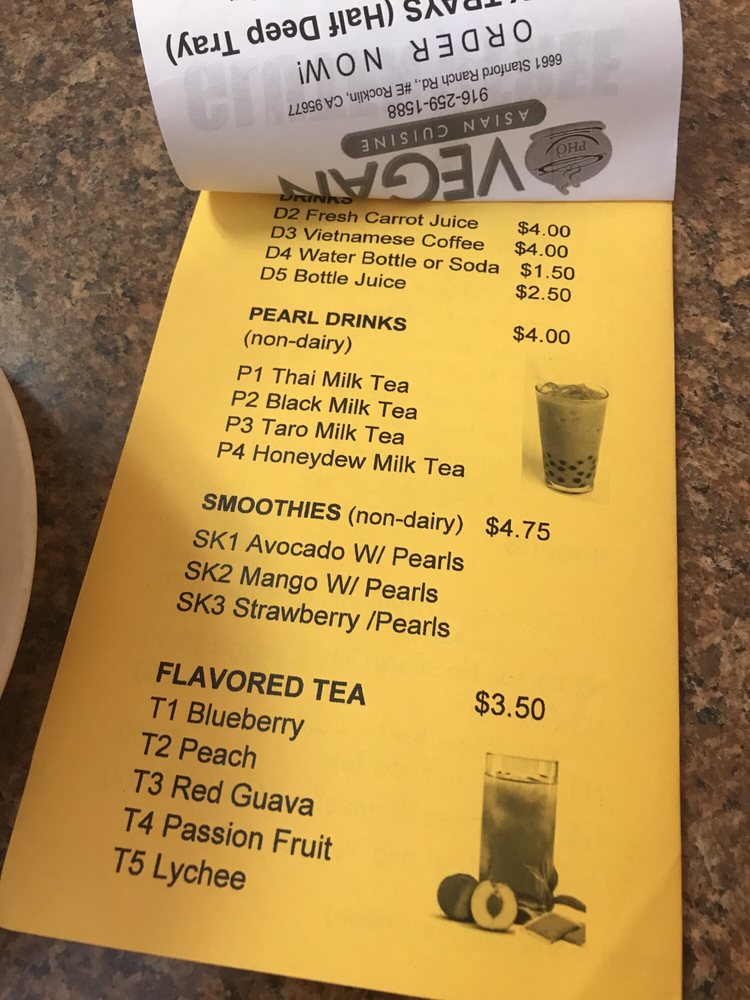 TRAYS (Half Deep Tray)
ORDER NOW!
6661 Stanford Ranch Rd., #E Rocklin, CA 95677
916-259-1588
ASIAN CUISINE
VEGAN
PHỞ
DRINKS
D2 Fresh Carrot Juice $4.00
D3 Vietnamese Coffee $4.00
D4 Water Bottle or Soda $1.50
D5 Bottle Juice $2.50
PEARL DRINKS $4.00
(non-dairy)
P1 Thai Milk Tea
P2 Black Milk Tea
P3 Taro Milk Tea
P4 Honeydew Milk Tea
SMOOTHIES (non-dairy) $4.75
SK1 Avocado W/ Pearls
SK2 Mango W/ Pearls
SK3 Strawberry /Pearls
FLAVORED TEA $3.50
T1 Blueberry
T2 Peach
T3 Red Guava
T4 Passion Fruit
T5 Lychee